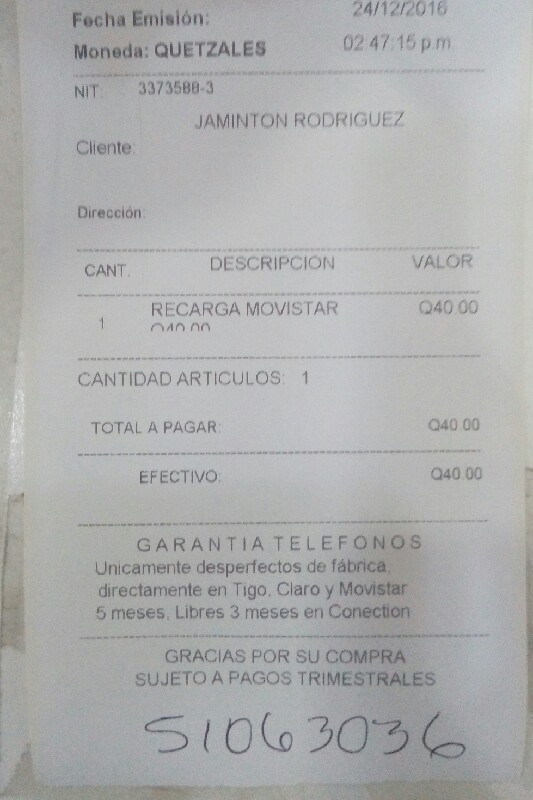 Fecha Emisión: 24/12/2016
Moneda: QUETZALES 02:47:15 p.m.
NIT: 3373588-3
JAMINTON RODRIGUEZ
Cliente:
Dirección:
CANT. DESCRIPCION VALOR
1 RECARGA MOVISTAR Q40.00
Q40.00
CANTIDAD ARTICULOS: 1
TOTAL A PAGAR: Q40.00
EFECTIVO: Q40.00
GARANTIA TELEFONOS
Unicamente desperfectos de fábrica,
directamente en Tigo, Claro y Movistar
5 meses, Libres 3 meses en Conection
GRACIAS POR SU COMPRA
SUJETO A PAGOS TRIMESTRALES
51063036